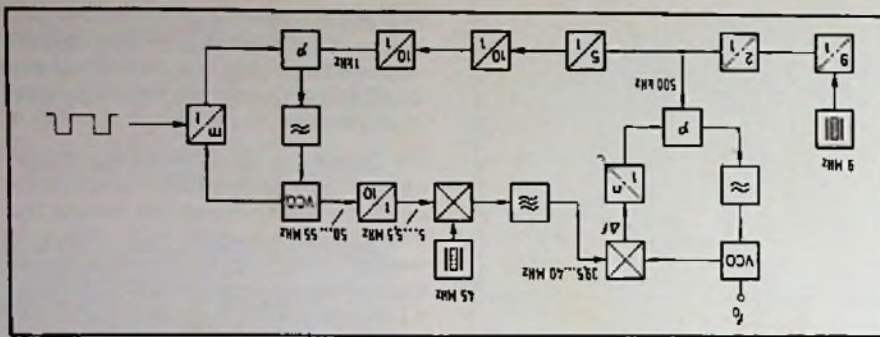 f₀
45 MHz
VCO
39,5...40 MHz
5...5,5 MHz
50...55 MHz
VCO
Δf
9 MHz
1 n
1 10
1 m
φ
500 kHz
1 kHz
φ
1 9
1 2
1 5
1 10
1 10